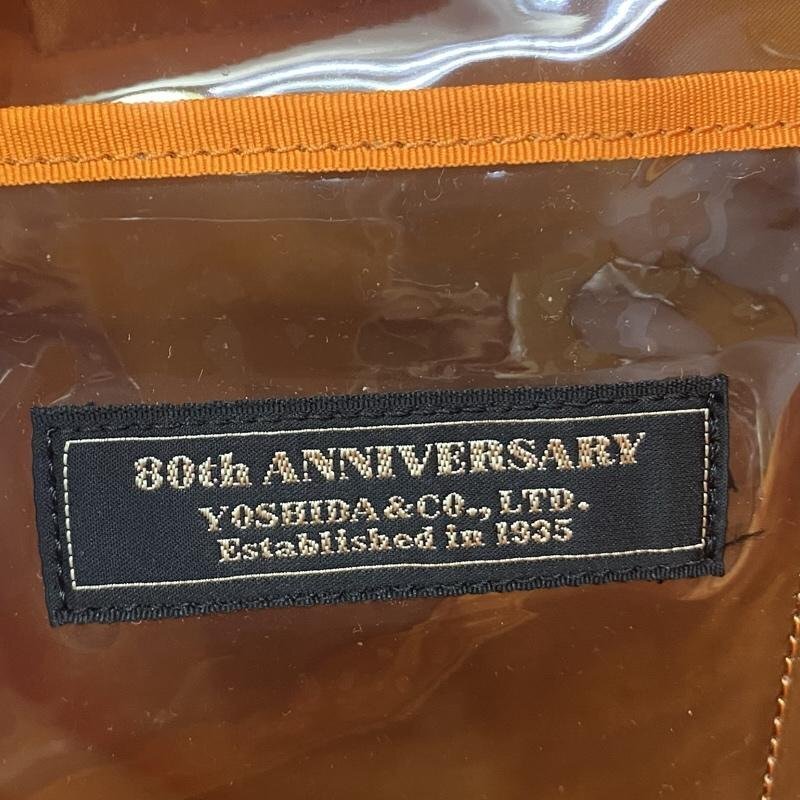 80th ANNIVERSARY
YOSHIDA & CO., LTD.
Established in 1935